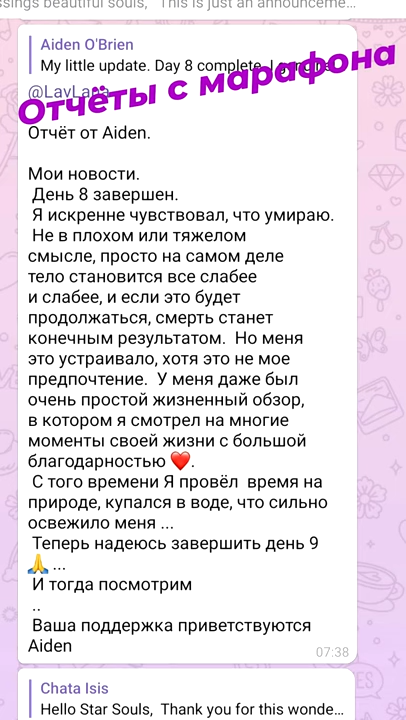 ssings beautiful souls, "This is just an announceme...
Aiden O'Brien
My little update. Day 8 complete. I
Отчёты с марафона
@LavLana
Отчёт от Aiden.
Мои новости.
День 8 завершен.
Я искренне чувствовал, что умираю.
Не в плохом или тяжелом
смысле, просто на самом деле
тело становится все слабее
и слабее, и если это будет
продолжаться, смерть станет
конечным результатом. Но меня
это устраивало, хотя это не мое
предпочтение. У меня даже был
очень простой жизненный обзор,
в котором я смотрел на многие
моменты своей жизни с большой
благодарностью ❤️.
С того времени Я провёл время на
природе, купался в воде, что сильно
освежило меня ...
Теперь надеюсь завершить день 9
🙏 ...
И тогда посмотрим
..
Ваша поддержка приветствуются
Aiden
07:38
Chata Isis
Hello Star Souls, Thank you for this wonde...